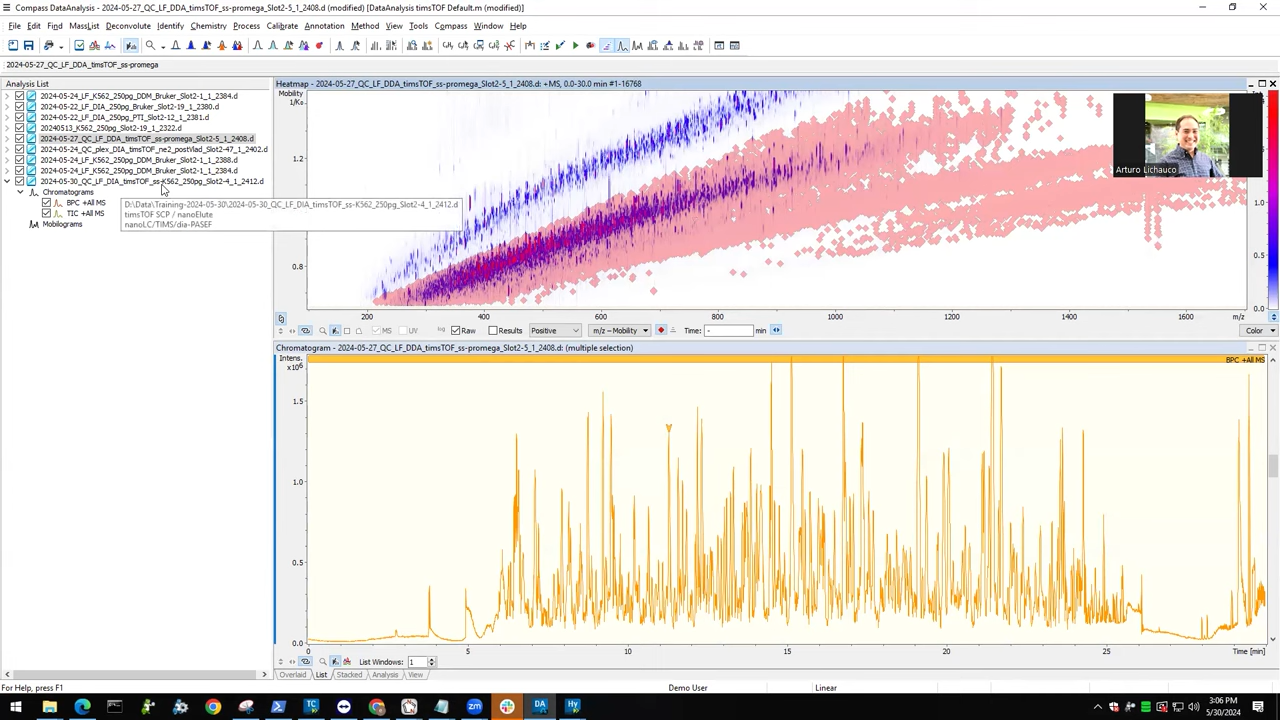 Compass DataAnalysis - 2024-05-27_QC_LF_DDA_timsTOF_ss-promega_Slot2-5_1_2408.d (modified) [DataAnalysis timsTOF Default.m (modified)]
File Edit Find MassList Deconvolute Identify Chemistry Process Calibrate Annotation Method View Tools Compass Window Help
2024-05-27_QC_LF_DDA_timsTOF_ss-promega
Analysis List
2024-05-24_LF_K562_250pg_DDM_Bruker_Slot2-1_1_2384.d
2024-05-22_LF_DIA_250pg_Bruker_Slot2-19_1_2380.d
2024-05-22_LF_DIA_250pg_PTI_Slot2-12_1_2381.d
20240513_K562_250pg_Slot2-19_1_2322.d
2024-05-27_QC_LF_DDA_timsTOF_ss-promega_Slot2-5_1_2408.d
2024-05-24_QC_plex_DIA_timsTOF_ne2_postVlad_Slot2-47_1_2402.d
2024-05-24_LF_K562_250pg_DDM_Bruker_Slot2-1_1_2388.d
2024-05-24_LF_K562_250pg_DDM_Bruker_Slot2-1_1_2384.d
2024-05-30_QC_LF_DIA_timsTOF_ss-K562_250pg_Slot2-4_1_2412.d
Chromatograms
BPC +All MS
TIC +All MS
Mobilograms
D:\Data\Training-2024-05-30\2024-05-30_QC_LF_DIA_timsTOF_ss-K562_250pg_Slot2-4_1_2412.d
timsTOF SCP / nanoElute
nanoLC/TIMS/dia-PASEF
Heatmap - 2024-05-27_QC_LF_DDA_timsTOF_ss-promega_Slot2-5_1_2408.d: +MS, 0.0-30.0 min #1-16768
Mobility
1/K₀
1.2
0.8
200 400 600 800 1000 1200 1400 1600 m/z
1.0
0.5
0.0
Arturo Lichauco
MS UV log Raw Results Positive m/z - Mobility Time: - min Color
Chromatogram - 2024-05-27_QC_LF_DDA_timsTOF_ss-promega_Slot2-5_1_2408.d: (multiple selection)
Intens.
x10⁶
BPC +All MS
1.5
1.0
0.5
0.0
0 5 10 15 20 25 Time [min]
List Windows: 1
Overlaid List Stacked Analysis View
For Help, press F1
Demo User
Linear
3:06 PM
5/30/2024